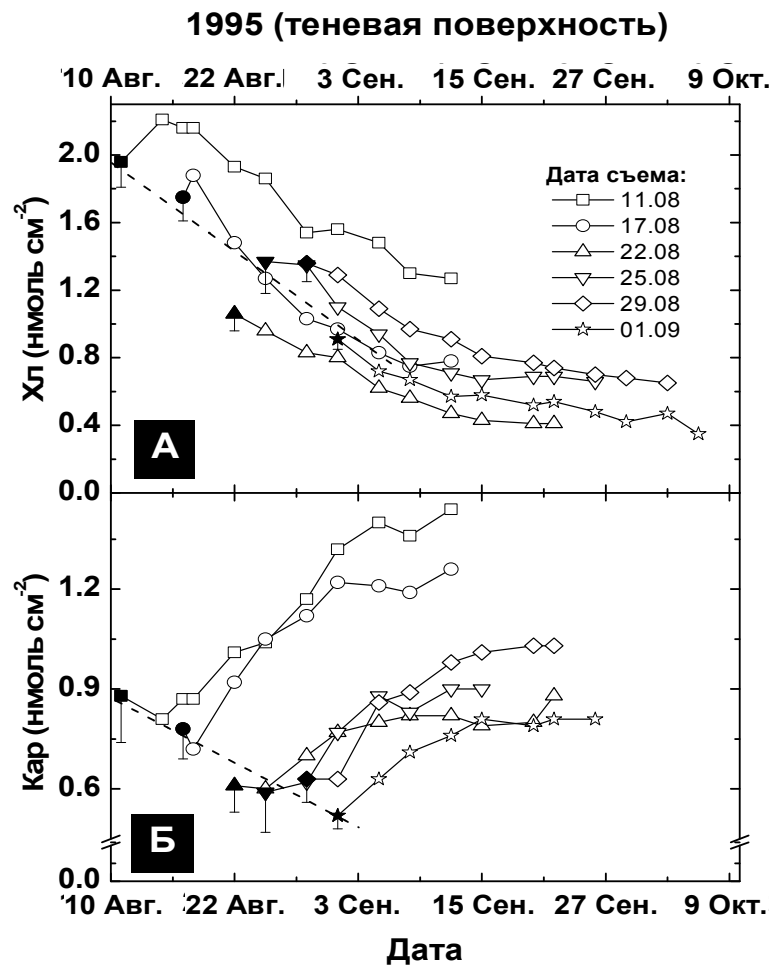 1995 (теневая поверхность)
10 Авг. 22 Авг. 3 Сен. 15 Сен. 27 Сен. 9 Окт.
Хл (нмоль см⁻²)
2.0
1.6
1.2
0.8
0.4
0.0
Дата съема:
11.08
17.08
22.08
25.08
29.08
01.09
А
Кар (нмоль см⁻²)
1.2
0.9
0.6
0.0
Б
10 Авг. 22 Авг. 3 Сен. 15 Сен. 27 Сен. 9 Окт.
Дата